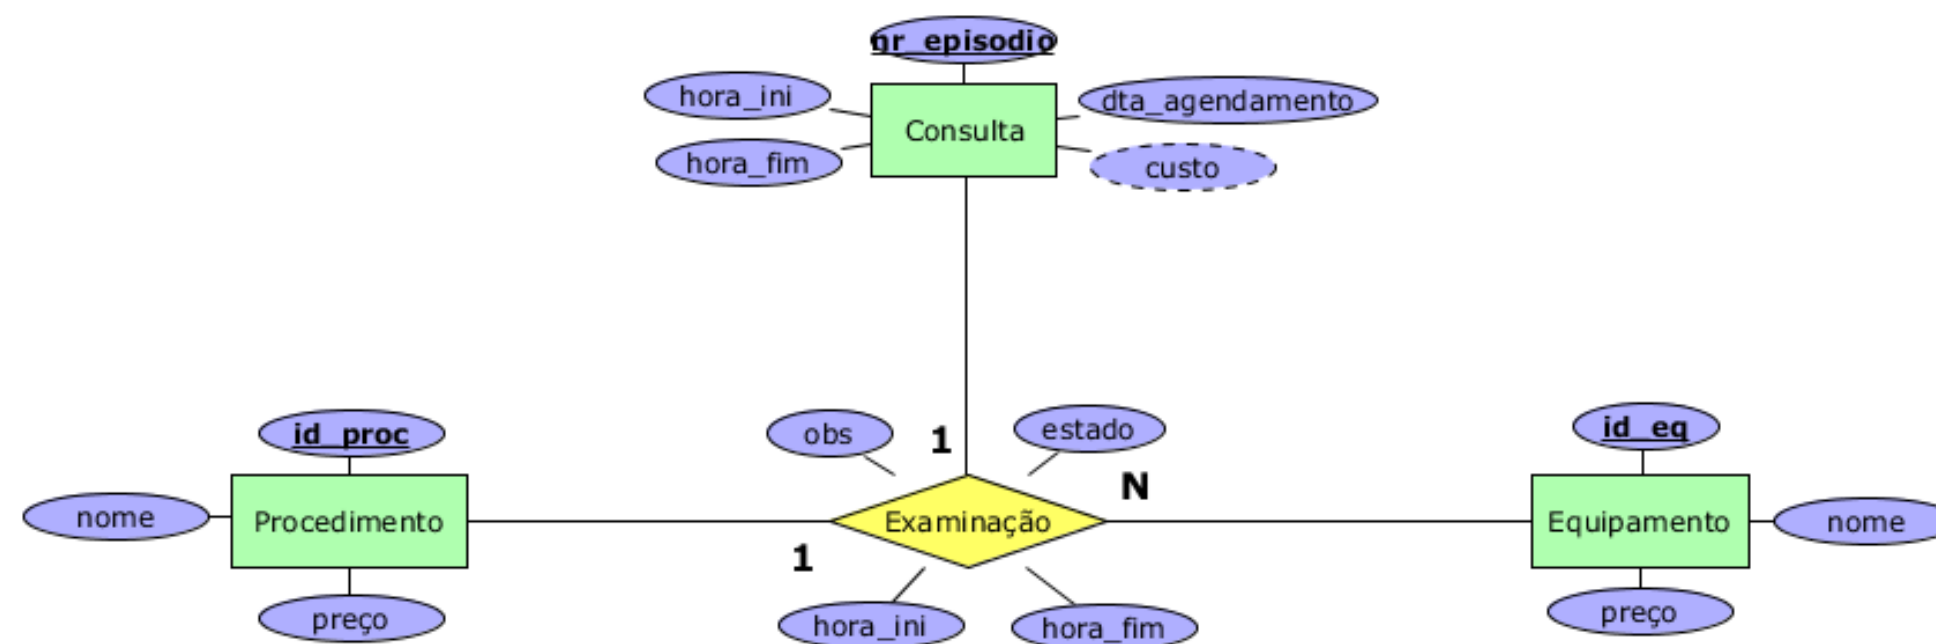 nr_episodio
hora_ini
dta_agendamento
Consulta
hora_fim
custo
obs
estado
1
id_proc
id_eq
N
nome
Procedimento
Examinação
Equipamento
nome
1
preço
hora_ini
hora_fim
preço